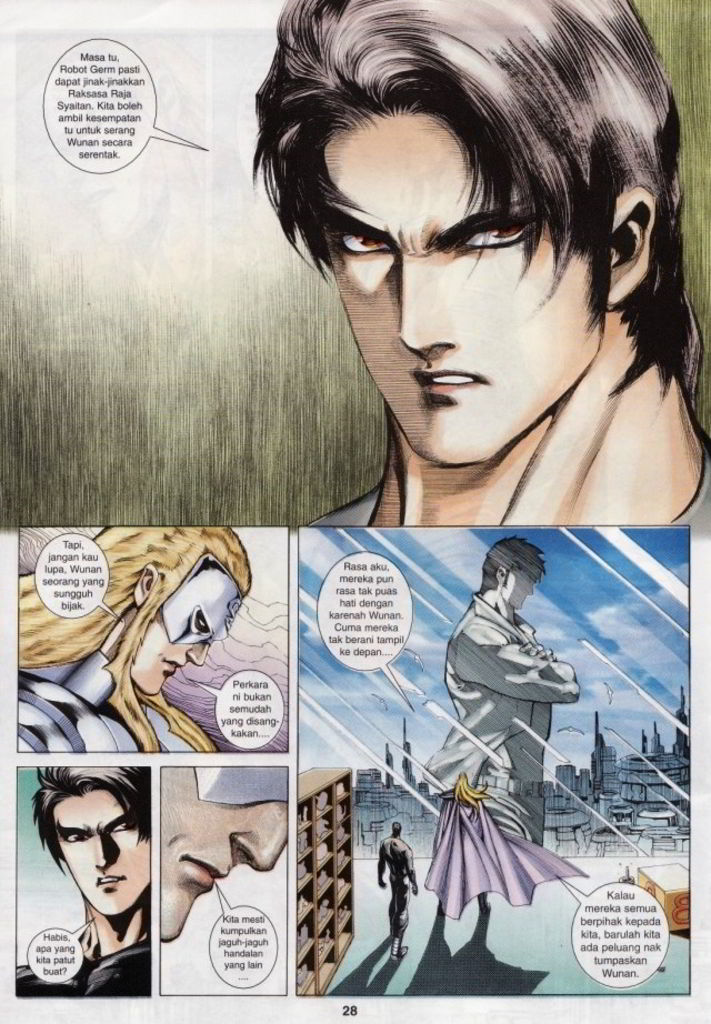 Masa tu,
Robot Germ pasti
dapat jinak-jinakkan
Raksasa Raja
Syaitan. Kita boleh
ambil kesempatan
tu untuk serang
Wunan secara
serentak.
Tapi,
jangan kau
lupa, Wunan
seorang yang
sungguh
bijak.
Perkara
ni bukan
semudah
yang disang-
kakan....
Rasa aku,
mereka pun
rasa tak puas
hati dengan
karenah Wunan.
Cuma mereka
tak berani tampil
ke depan....
Habis,
apa yang
kita patut
buat?
Kita mesti
kumpulkan
jaguh-jaguh
handalan
yang lain
....
Kalau
mereka semua
berpihak kepada
kita, barulah kita
ada peluang nak
tumpaskan
Wunan.
28